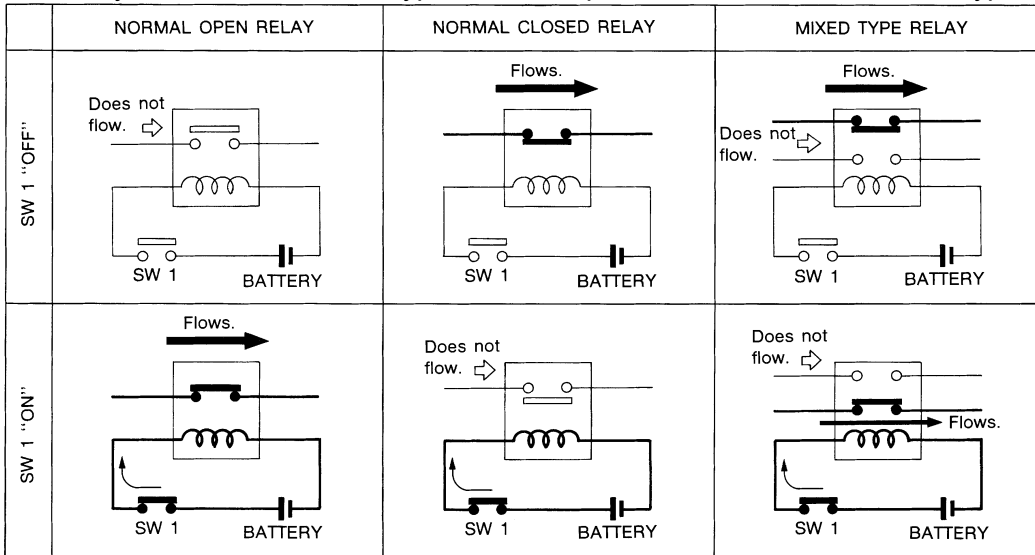 NORMAL OPEN RELAY
NORMAL CLOSED RELAY
MIXED TYPE RELAY
SW 1 "OFF"
Does not
flow.
SW 1
BATTERY
Flows.
SW 1
BATTERY
Flows.
Does not
flow.
SW 1
BATTERY
SW 1 "ON"
Flows.
SW 1
BATTERY
Does not
flow.
SW 1
BATTERY
Does not
flow.
Flows.
SW 1
BATTERY